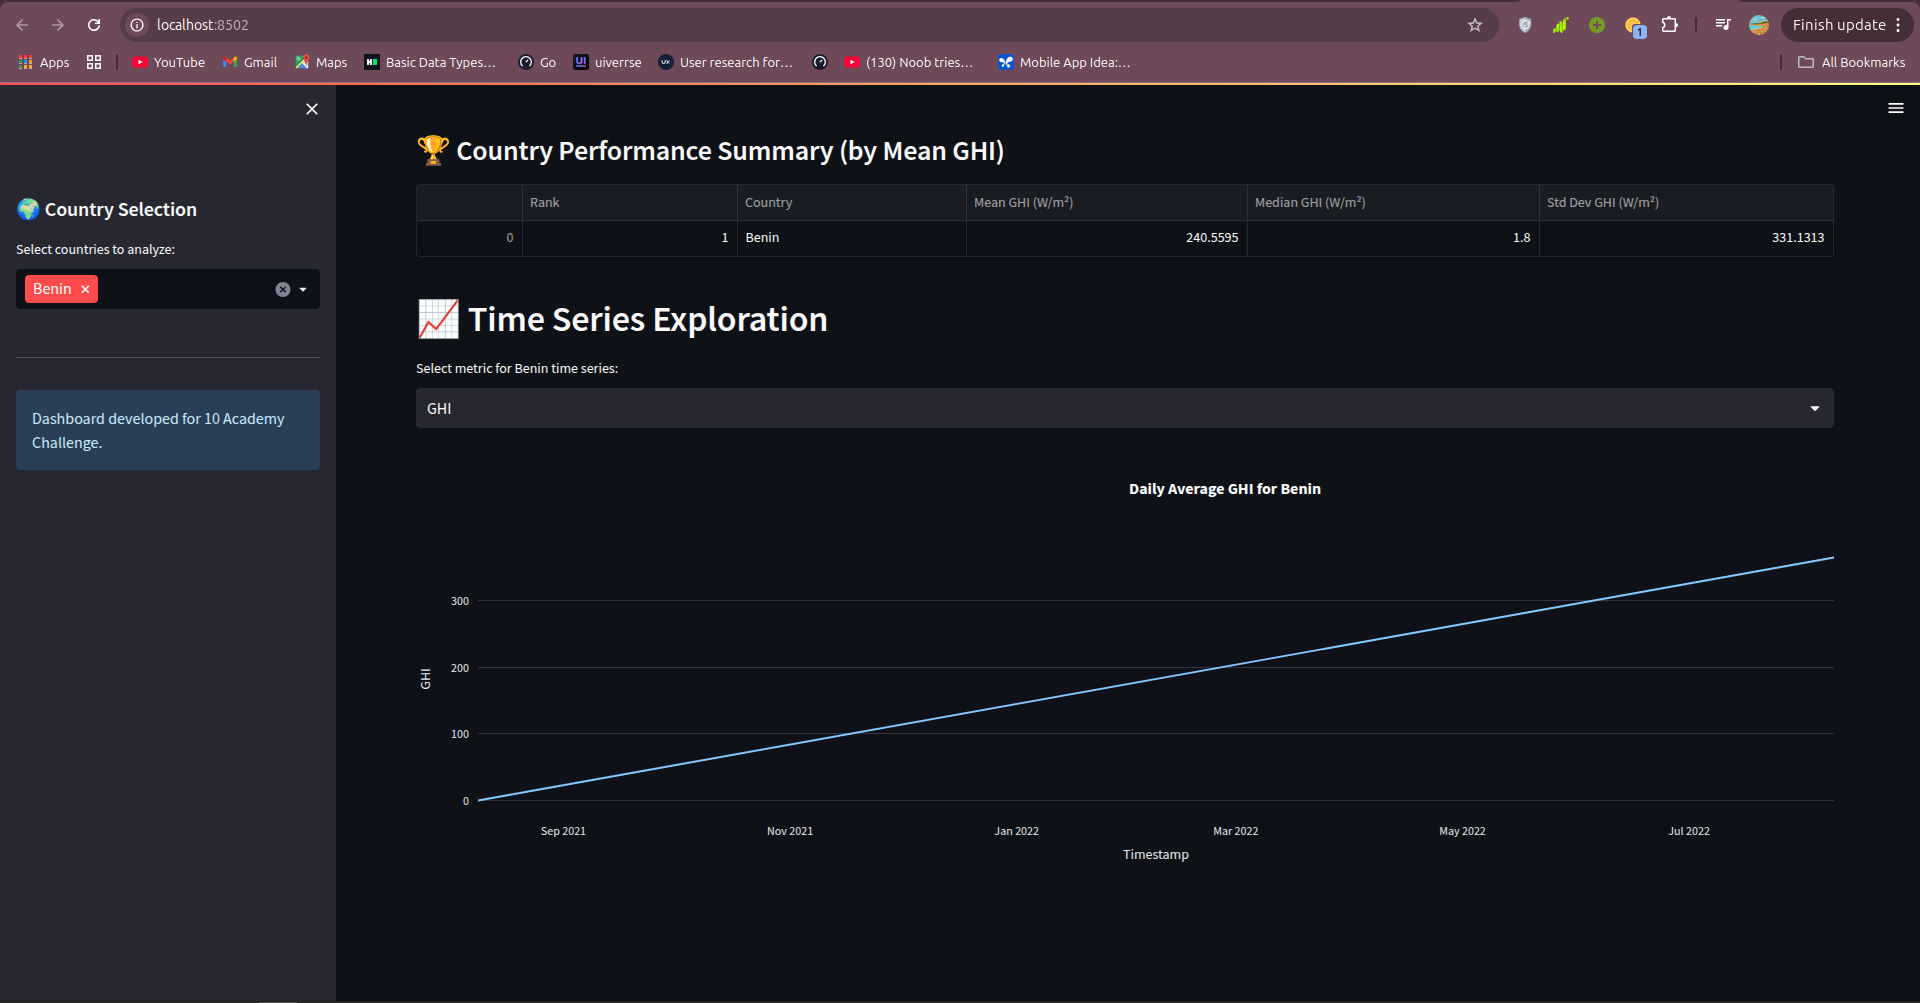 localhost:8502
1
Finish update
Apps
YouTube
Gmail
Maps
Basic Data Types...
Go
UI uiverrse
UX User research for...
(130) Noob tries...
Mobile App Idea:...
All Bookmarks
Country Selection
Select countries to analyze:
Benin
Dashboard developed for 10 Academy
Challenge.
Country Performance Summary (by Mean GHI)
Rank Country Mean GHI (W/m²) Median GHI (W/m²) Std Dev GHI (W/m²)
0 1 Benin 240.5595 1.8 331.1313
Time Series Exploration
Select metric for Benin time series:
GHI
Daily Average GHI for Benin
300
200
100
0
GHI
Sep 2021 Nov 2021 Jan 2022 Mar 2022 May 2022 Jul 2022
Timestamp